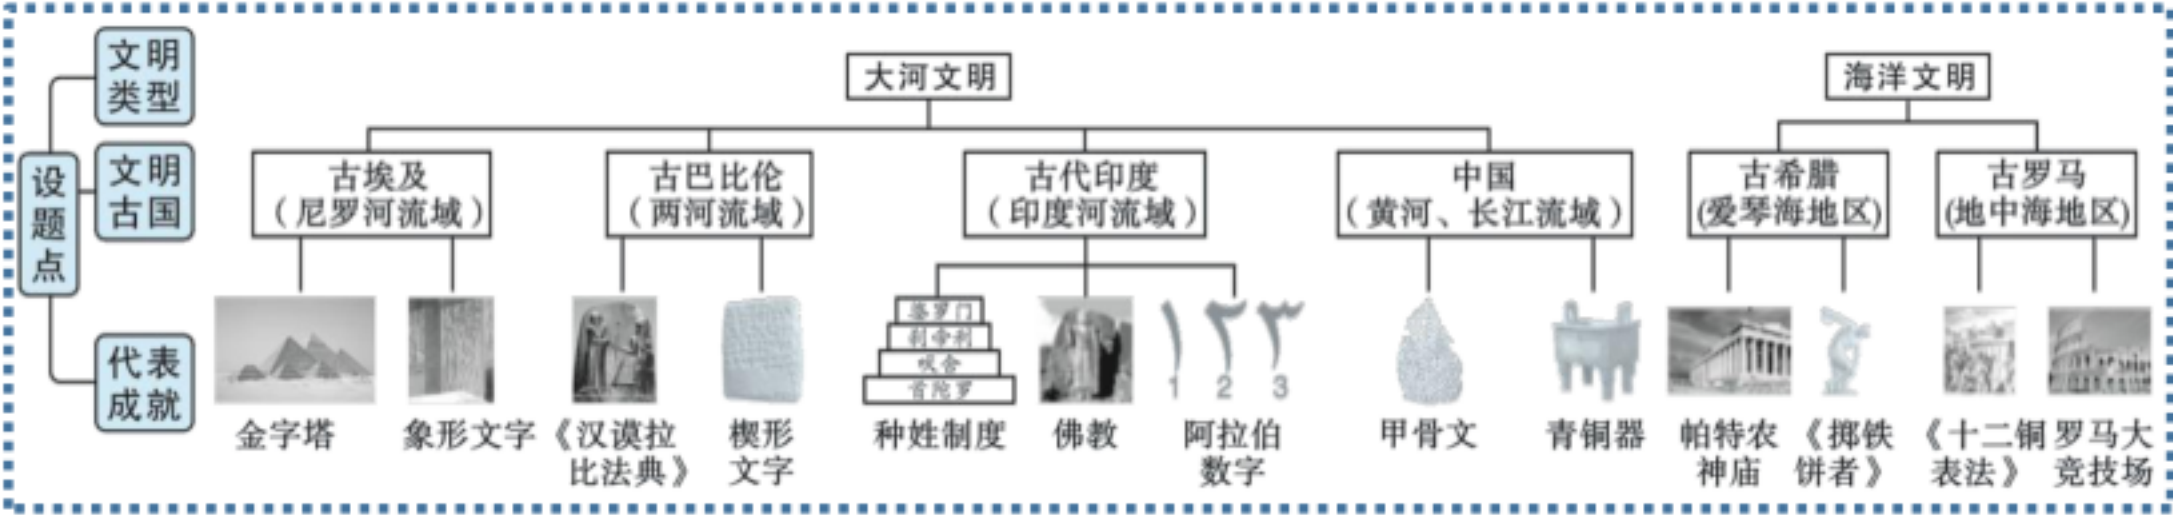 设
题
点
文明
类型
文明
古国
代表
成就
大河文明
海洋文明
古埃及
（尼罗河流域）
古巴比伦
（两河流域）
古代印度
（印度河流域）
中国
（黄河、长江流域）
古希腊
(爱琴海地区)
古罗马
(地中海地区)
婆罗门
刹帝利
吠舍
首陀罗
1 2 3
金字塔
象形文字
《汉谟拉
比法典》
楔形
文字
种姓制度
佛教
阿拉伯
数字
甲骨文
青铜器
帕特农
神庙
《掷铁
饼者》
《十二铜
表法》
罗马大
竞技场